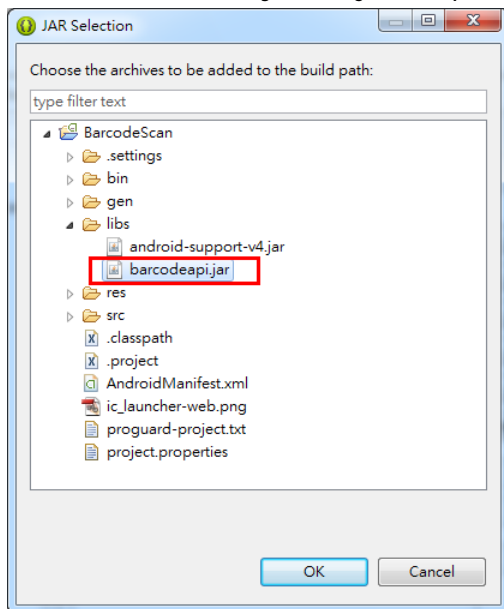 JAR Selection
Choose the archives to be added to the build path:
type filter text
BarcodeScan
.settings
bin
gen
libs
android-support-v4.jar
barcodeapi.jar
res
src
.classpath
.project
AndroidManifest.xml
ic_launcher-web.png
proguard-project.txt
project.properties
OK Cancel